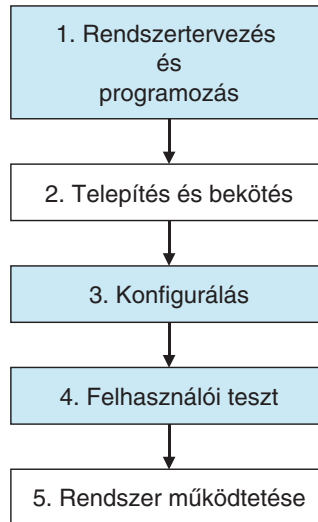 1. Rendszertervezés
és
programozás
2. Telepítés és bekötés
3. Konfigurálás
4. Felhasználói teszt
5. Rendszer működtetése